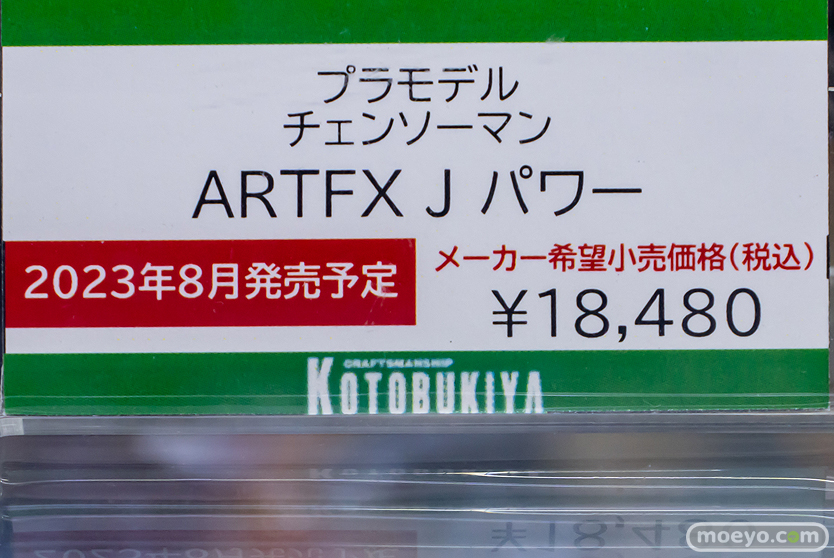 プラモデル
チェンソーマン
ARTFX J パワー
2023年8月発売予定
メーカー希望小売価格(税込)
¥18,480
CRAFTSMANSHIP
KOTOBUKIYA
moeyo.com